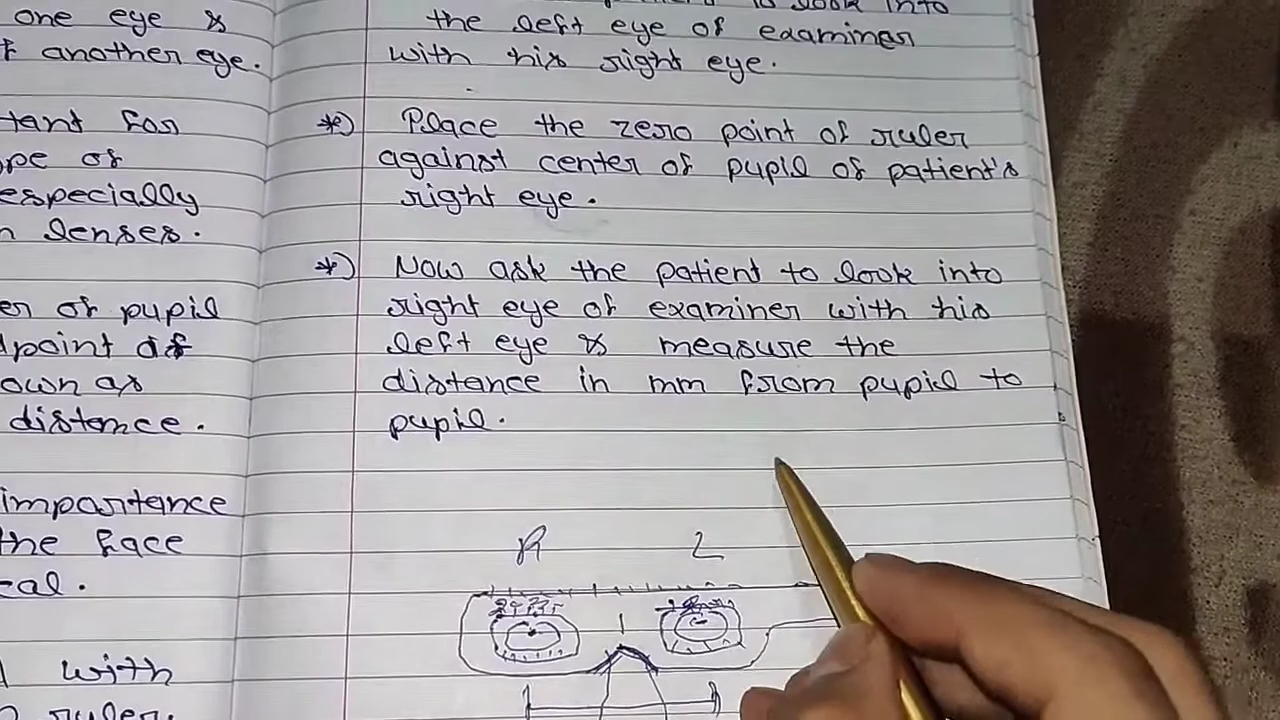 one eye &
another eye.
tant for
pe of
especially
lenses.
er of pupil
point of
own as
distance.
importance
the face
cal.
with
ruler.
look into
the left eye of examiner
with his right eye.
*) Place the zero point of ruler
against center of pupil of patient's
right eye.
*) Now ask the patient to look into
right eye of examiner with his
left eye & measure the
distance in mm from pupil to
pupil.
R L